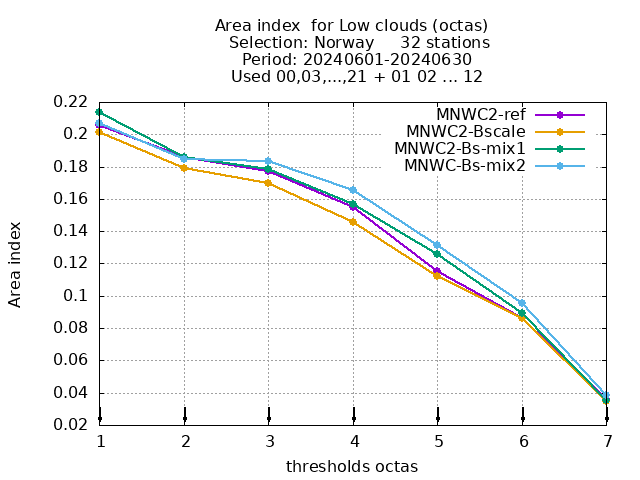 Area index  for Low clouds (octas)
Selection: Norway     32 stations
Period: 20240601-20240630
Used 00,03,...,21 + 01 02 ... 12
MNWC2-ref
MNWC2-Bscale
MNWC2-Bs-mix1
MNWC-Bs-mix2
0.22
0.2
0.18
0.16
0.14
0.12
0.1
0.08
0.06
0.04
0.02
Area index
1 2 3 4 5 6 7
thresholds octas